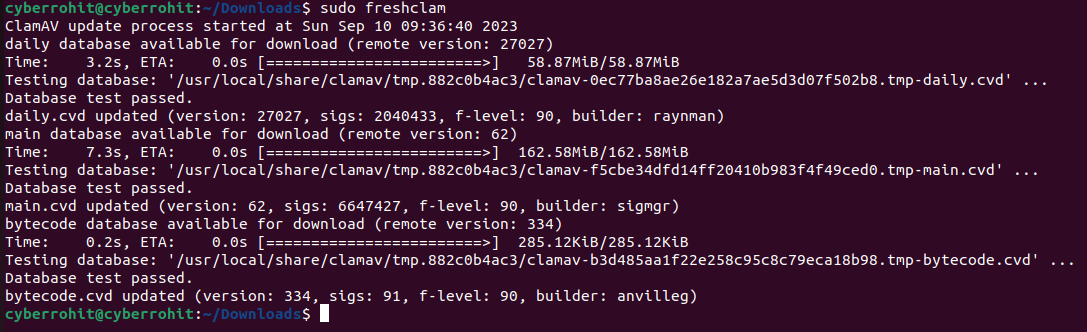 cyberrohit@cyberrohit:~/Downloads$ sudo freshclam
ClamAV update process started at Sun Sep 10 09:36:40 2023
daily database available for download (remote version: 27027)
Time:    3.2s, ETA:    0.0s [========================>]   58.87MiB/58.87MiB
Testing database: '/usr/local/share/clamav/tmp.882c0b4ac3/clamav-0ec77ba8ae26e182a7ae5d3d07f502b8.tmp-daily.cvd' ...
Database test passed.
daily.cvd updated (version: 27027, sigs: 2040433, f-level: 90, builder: raynman)
main database available for download (remote version: 62)
Time:    7.3s, ETA:    0.0s [========================>]  162.58MiB/162.58MiB
Testing database: '/usr/local/share/clamav/tmp.882c0b4ac3/clamav-f5cbe34dfd14ff20410b983f4f49ced0.tmp-main.cvd' ...
Database test passed.
main.cvd updated (version: 62, sigs: 6647427, f-level: 90, builder: sigmgr)
bytecode database available for download (remote version: 334)
Time:    0.2s, ETA:    0.0s [========================>]  285.12KiB/285.12KiB
Testing database: '/usr/local/share/clamav/tmp.882c0b4ac3/clamav-b3d485aa1f22e258c95c8c79eca18b98.tmp-bytecode.cvd' ...
Database test passed.
bytecode.cvd updated (version: 334, sigs: 91, f-level: 90, builder: anvilleg)
cyberrohit@cyberrohit:~/Downloads$